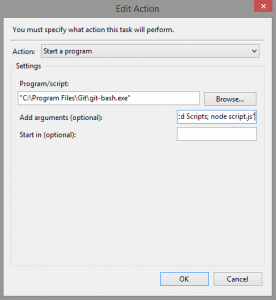 Edit Action
You must specify what action this task will perform.
Action: Start a program
Settings
Program/script:
"C:\Program Files\Git\git-bash.exe" Browse...
Add arguments (optional): :d Scripts; node script.js"
Start in (optional):
OK Cancel